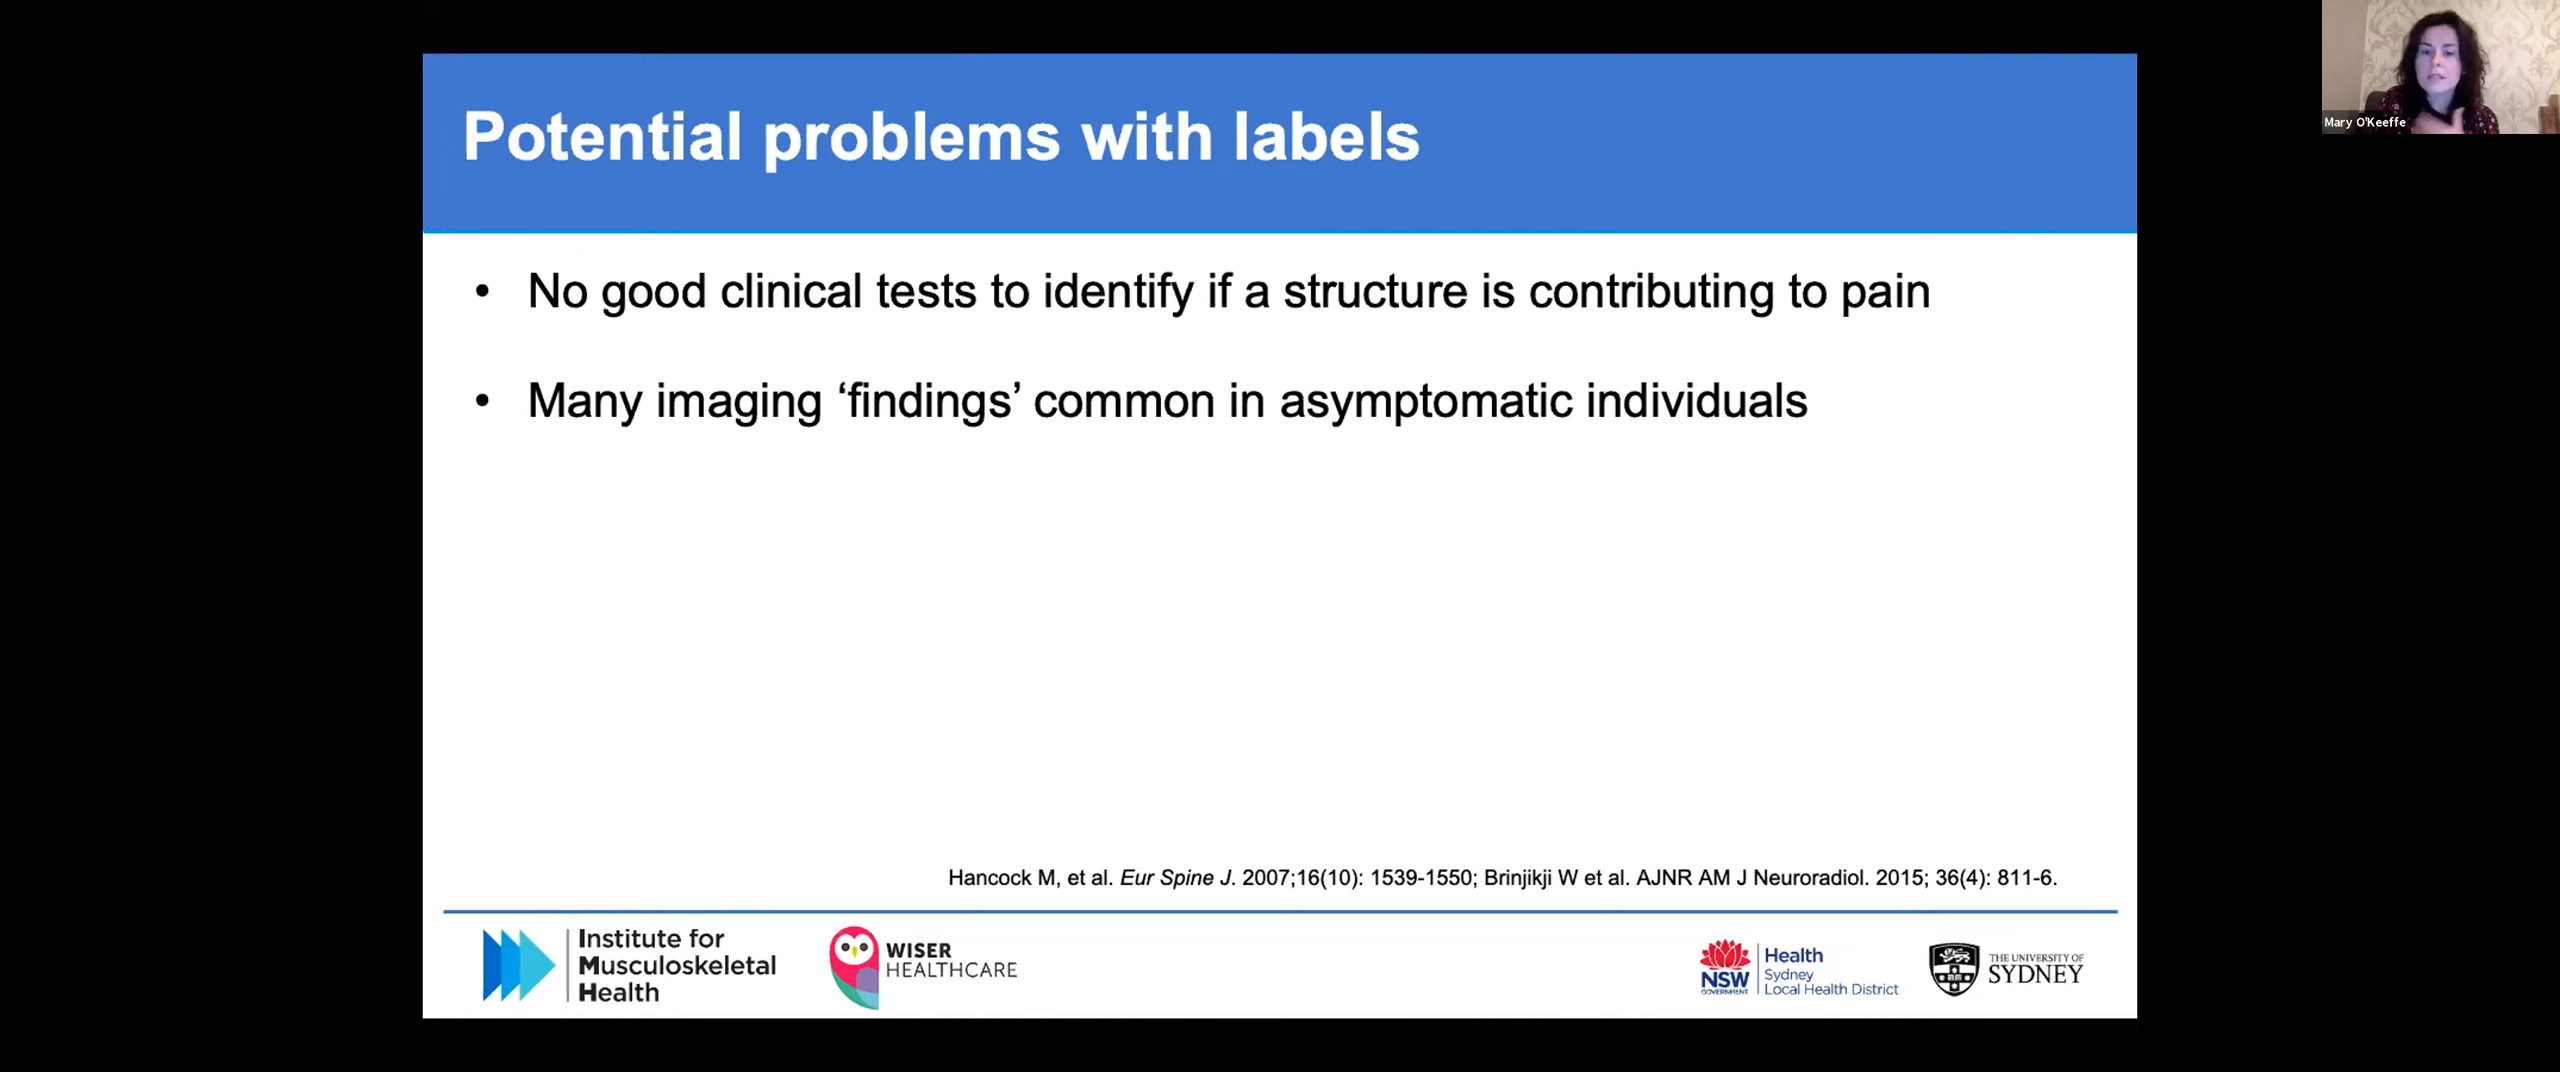 Potential problems with labels
Mary O'Keeffe
• No good clinical tests to identify if a structure is contributing to pain
• Many imaging ‘findings’ common in asymptomatic individuals
Hancock M, et al. Eur Spine J. 2007;16(10): 1539-1550; Brinjikji W et al. AJNR AM J Neuroradiol. 2015; 36(4): 811-6.
Institute for
Musculoskeletal
Health
WISER
HEALTHCARE
NSW
GOVERNMENT
Health
Sydney
Local Health District
THE UNIVERSITY OF
SYDNEY